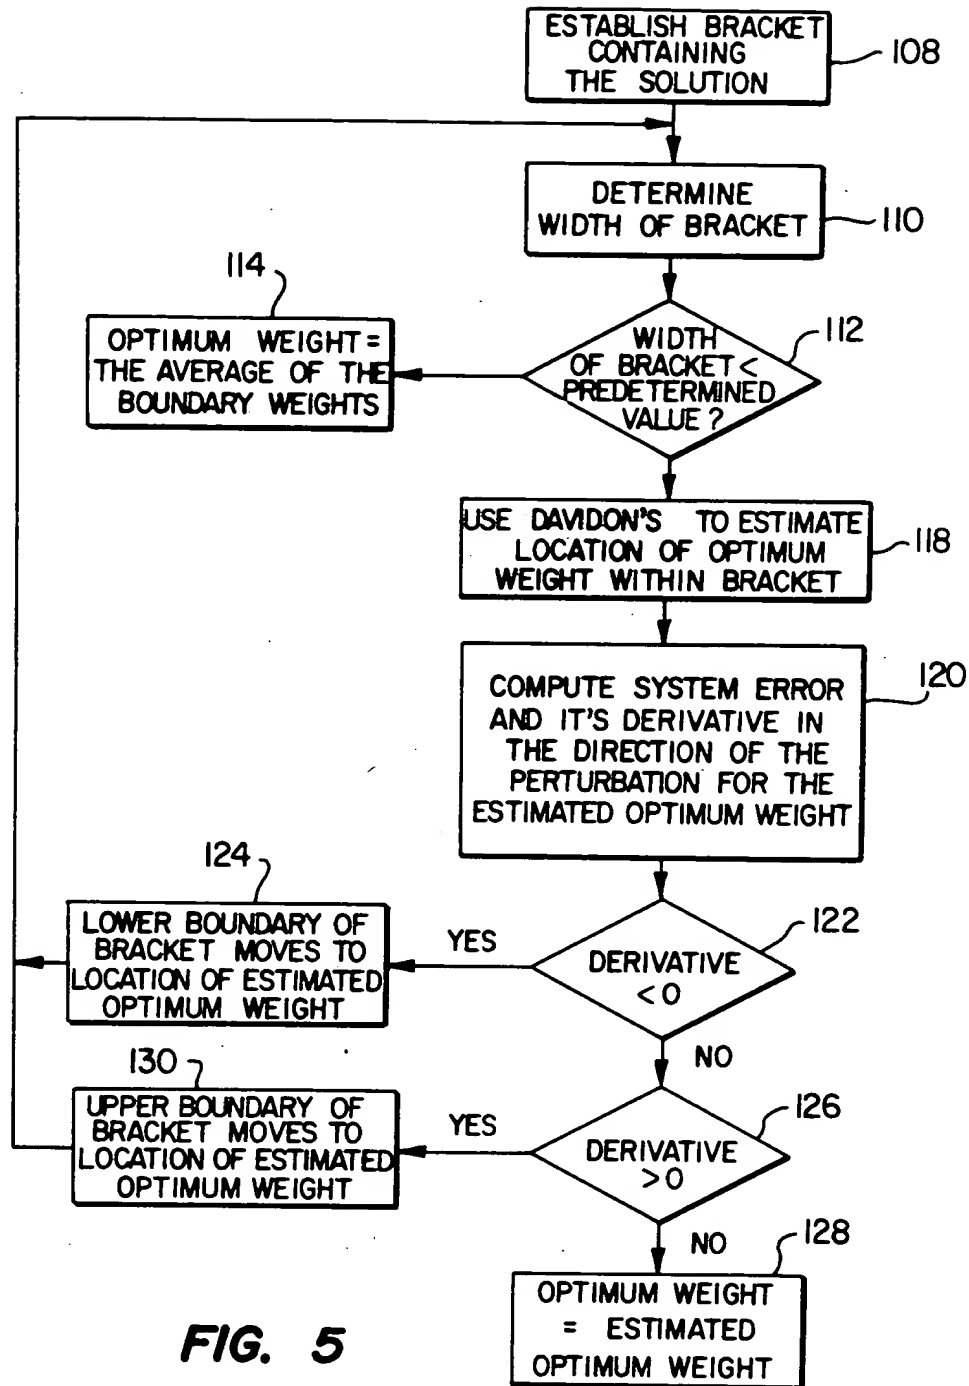 ESTABLISH BRACKET
CONTAINING
THE SOLUTION
108
DETERMINE
WIDTH OF BRACKET
110
114
OPTIMUM WEIGHT =
THE AVERAGE OF THE
BOUNDARY WEIGHTS
WIDTH
OF BRACKET <
PREDETERMINED
VALUE ?
112
USE DAVIDON'S TO ESTIMATE
LOCATION OF OPTIMUM
WEIGHT WITHIN BRACKET
118
COMPUTE SYSTEM ERROR
AND IT'S DERIVATIVE IN
THE DIRECTION OF THE
PERTURBATION FOR THE
ESTIMATED OPTIMUM WEIGHT
120
124
LOWER BOUNDARY OF
BRACKET MOVES TO
LOCATION OF ESTIMATED
OPTIMUM WEIGHT
YES
DERIVATIVE
< 0
122
NO
130
UPPER BOUNDARY OF
BRACKET MOVES TO
LOCATION OF ESTIMATED
OPTIMUM WEIGHT
YES
DERIVATIVE
> 0
126
NO
128
OPTIMUM WEIGHT
= ESTIMATED
OPTIMUM WEIGHT
FIG. 5